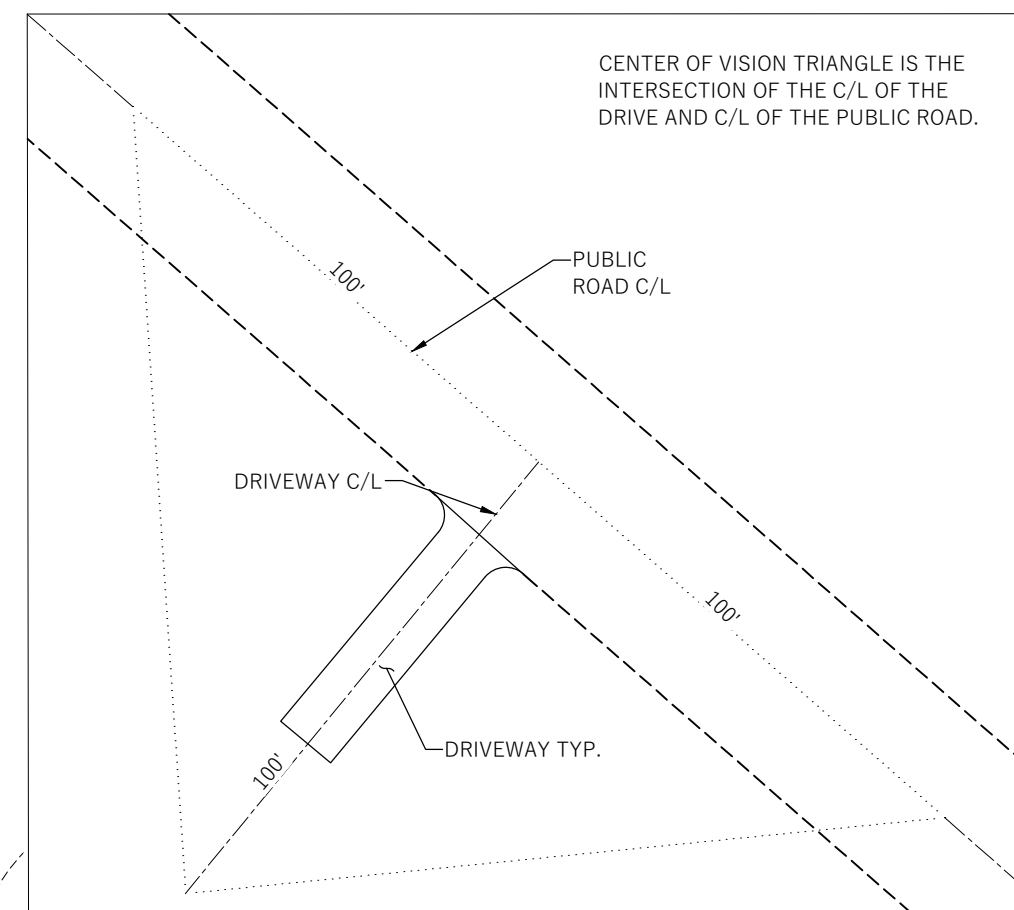 CENTER OF VISION TRIANGLE IS THE
INTERSECTION OF THE C/L OF THE
DRIVE AND C/L OF THE PUBLIC ROAD.
100'
PUBLIC
ROAD C/L
DRIVEWAY C/L
100'
DRIVEWAY TYP.
100'